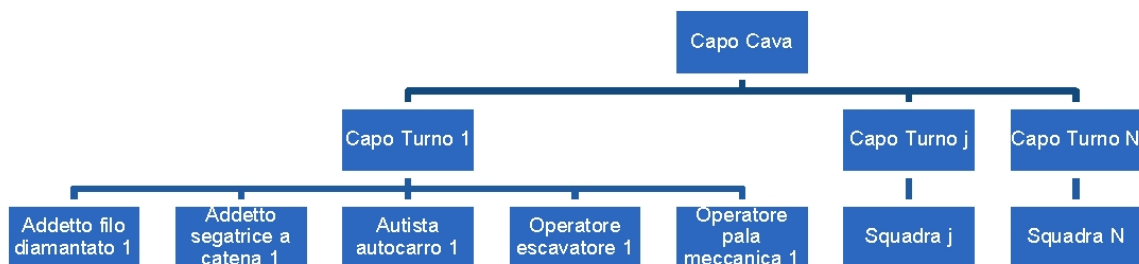 Capo Cava
Capo Turno 1
Capo Turno j
Capo Turno N
Addetto filo
diamantato 1
Addetto
segatrice a
catena 1
Autista
autocarro 1
Operatore
escavatore 1
Operatore
pala
meccanica 1
Squadra j
Squadra N